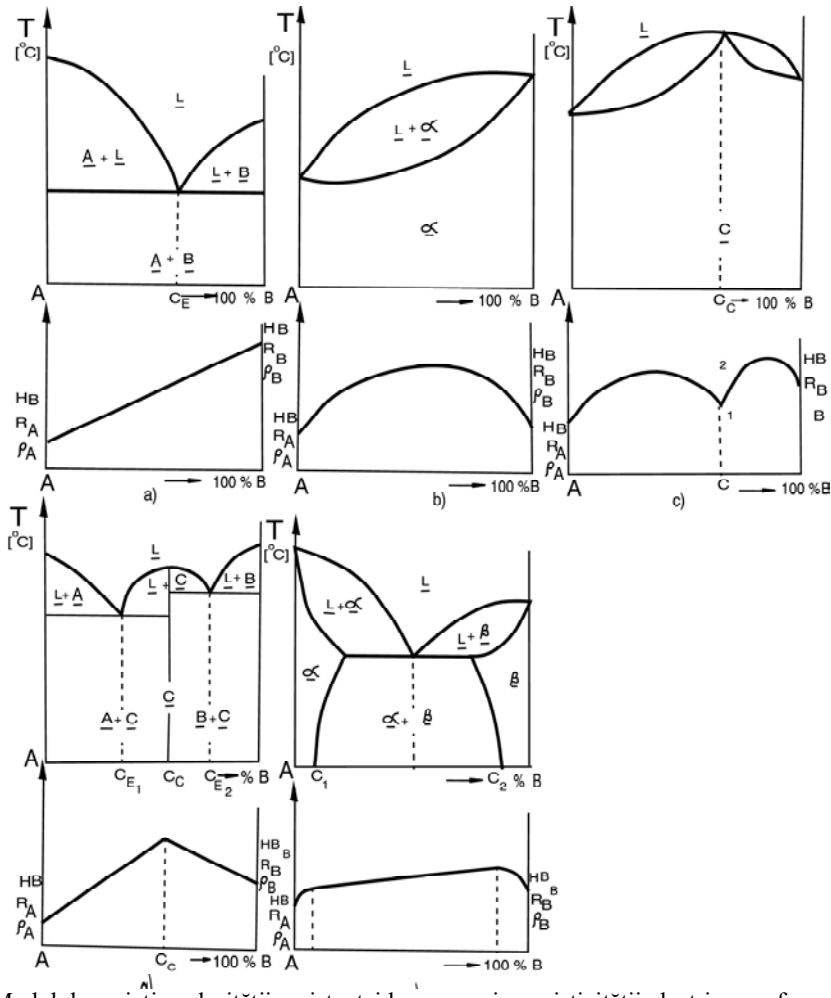 T
[°C]
L
A + L
L + B
A + B
A
C_E → 100 % B
T
[°C]
L
L + α
α
A
→ 100 % B
T
[°C]
L
C
A
C_C → 100 % B
HB
R_A
ρ_A
HB
R_B
ρ_B
A
→ 100 % B
a)
HB
R_A
ρ_A
HB
R_B
ρ_B
A
→ 100 % B
b)
HB
R_A
ρ_A
2
1
HB
R_B
B
A
C
→ 100 % B
c)
T
[°C]
L
L + A
L +
C
L + B
C
A + C
B + C
A
C_E1
C_C
C_E2 → % B
T
[°C]
L
L + α
L + β
α
β
α + β
A
C_1
→ C_2 % B
HB
R_A
ρ_A
HB_B
R_B
ρ_B
A
C_C → 100 % B
HB
R_A
ρ_A
HB_B
R_B
ρ_B
A
→ 100 % B